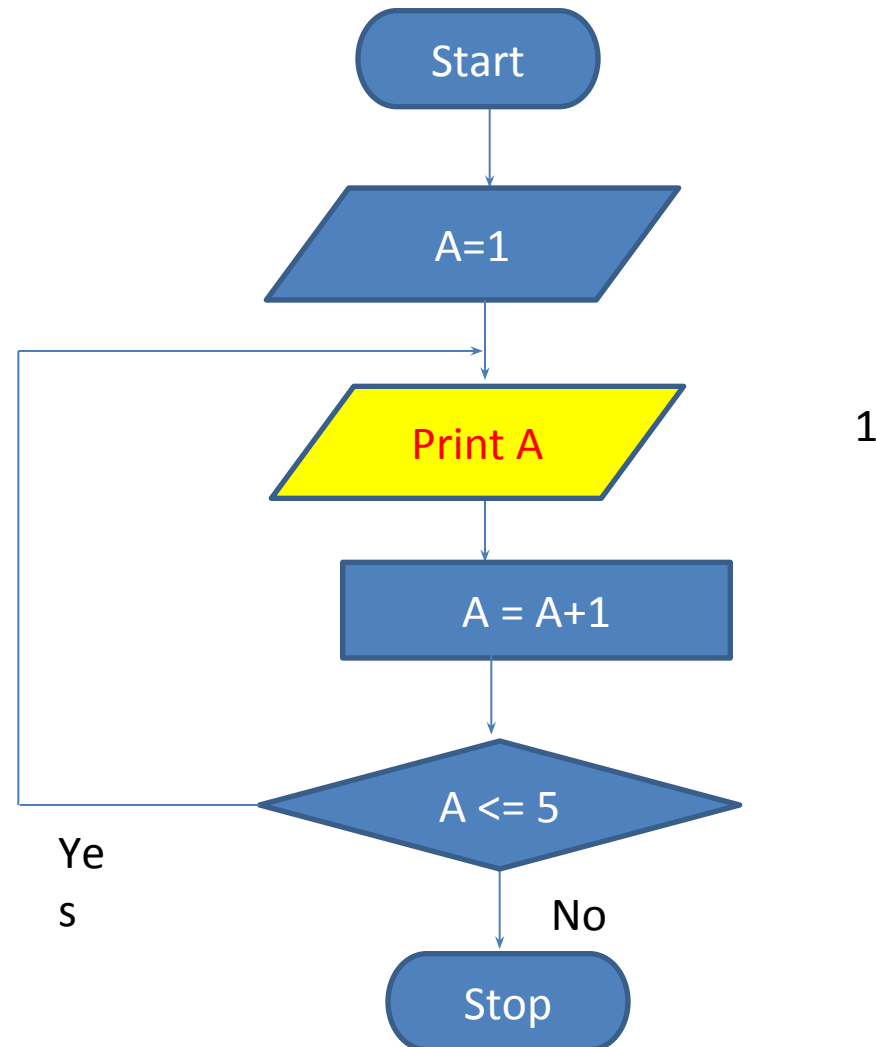 Start
A=1
Print A
1
A = A+1
A <= 5
Ye
s
No
Stop